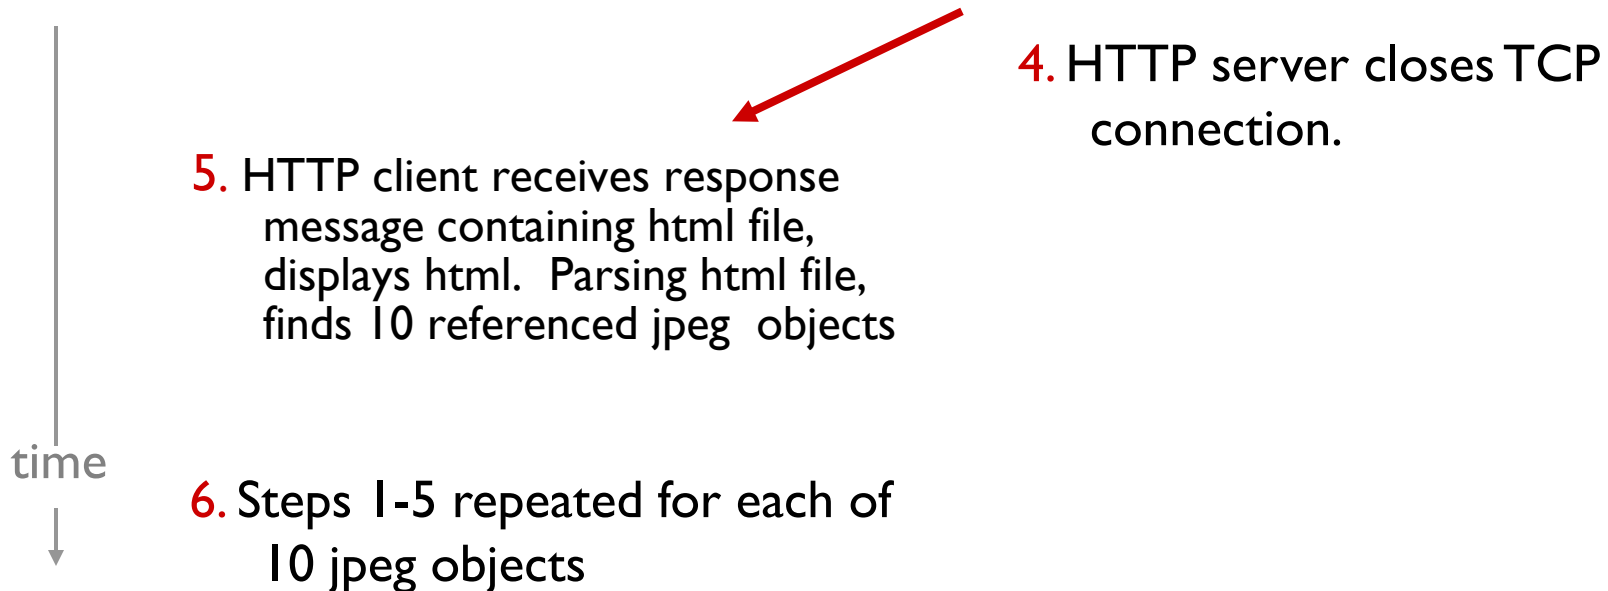 4. HTTP server closes TCP
connection.
5. HTTP client receives response
message containing html file,
displays html.  Parsing html file,
finds 10 referenced jpeg  objects
time
6. Steps 1-5 repeated for each of
10 jpeg objects